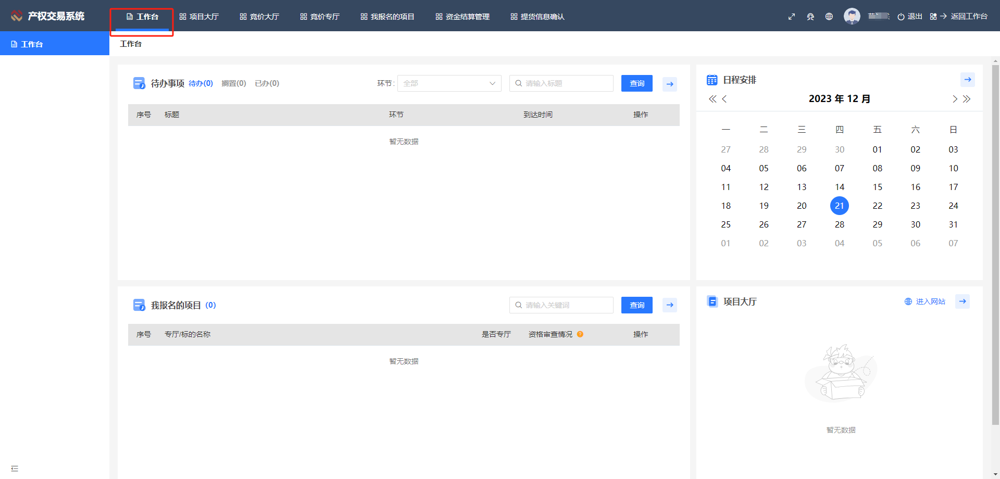 产权交易系统 工作台 项目大厅 竞价大厅 竞价专厅 我报名的项目 资金结算管理 提货信息确认 退出 返回工作台
工作台
工作台
待办事项 待办(0) 搁置(0) 已办(0) 环节: 全部 请输入标题 查询
序号 标题 环节 到达时间 操作
暂无数据
日程安排
2023 年 12 月
一 二 三 四 五 六 日
27 28 29 30 01 02 03
04 05 06 07 08 09 10
11 12 13 14 15 16 17
18 19 20 21 22 23 24
25 26 27 28 29 30 31
01 02 03 04 05 06 07
我报名的项目 (0) 请输入关键词 查询
序号 专厅/标的名称 是否专厅 资格审查情况 ? 操作
暂无数据
项目大厅 进入网站
暂无数据